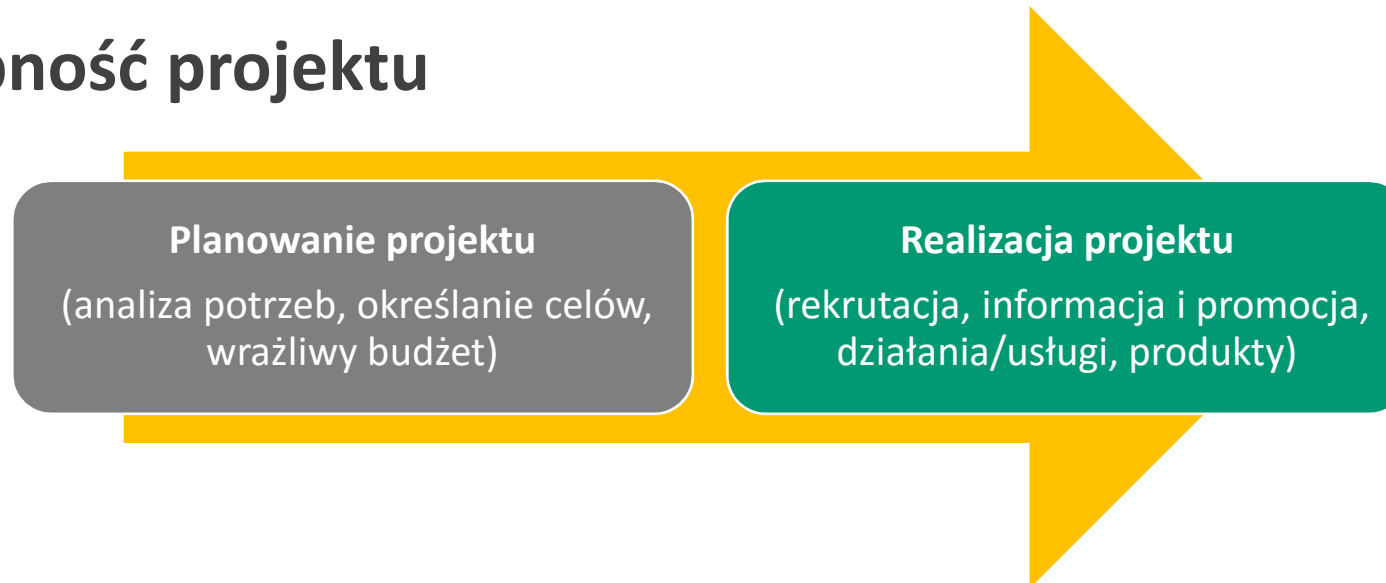 ność projektu
Planowanie projektu
(analiza potrzeb, określanie celów,
wrażliwy budżet)
Realizacja projektu
(rekrutacja, informacja i promocja,
działania/usługi, produkty)